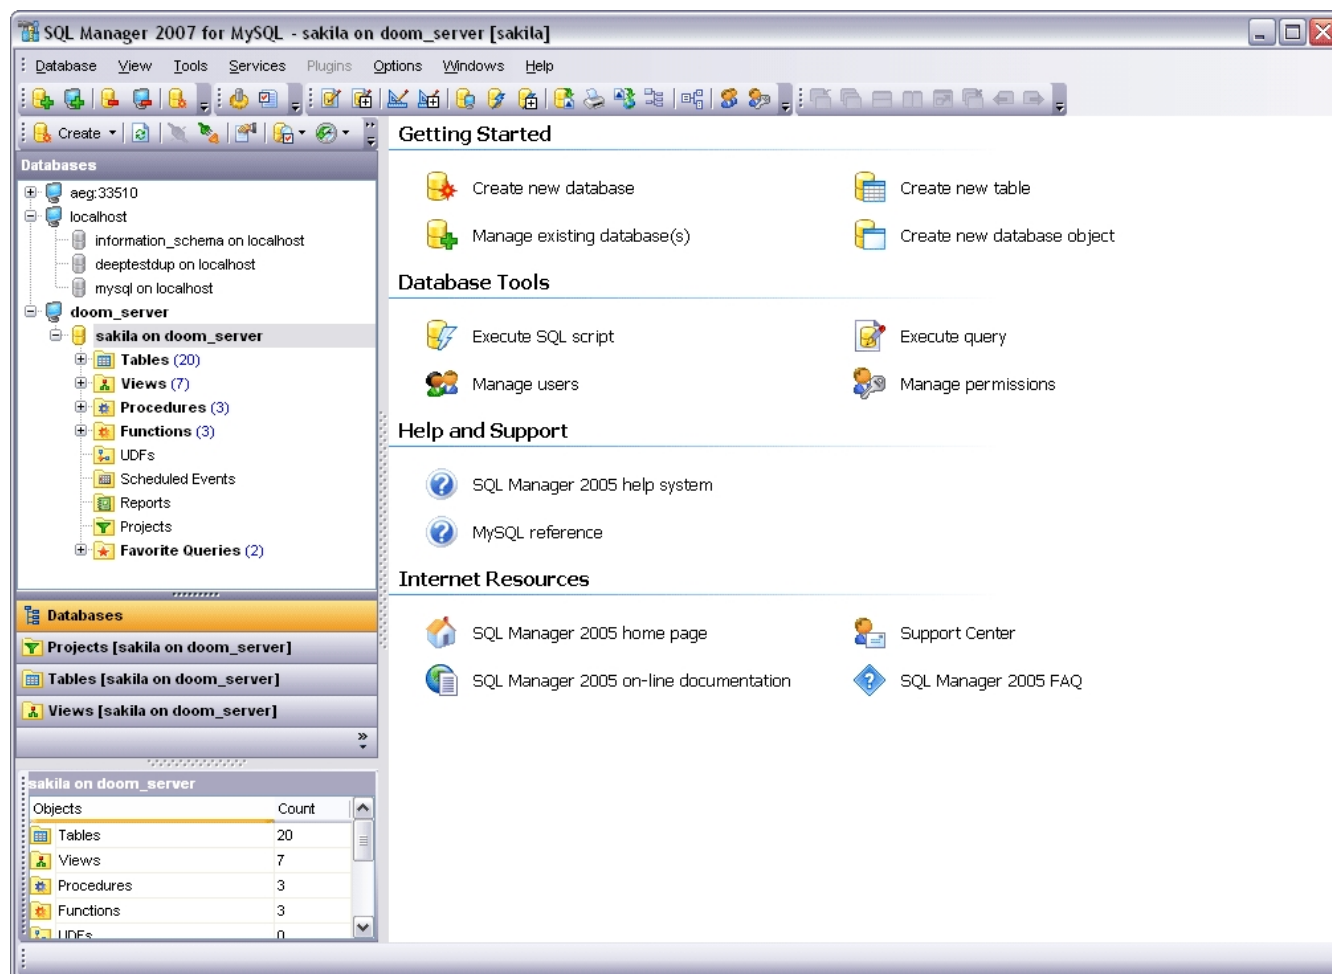 SQL Manager 2007 for MySQL - sakila on doom_server [sakila]
Database View Tools Services Plugins Options Windows Help
Create
Databases
aeg:33510
localhost
information_schema on localhost
deeptestdup on localhost
mysql on localhost
doom_server
sakila on doom_server
Tables (20)
Views (7)
Procedures (3)
Functions (3)
UDFs
Scheduled Events
Reports
Projects
Favorite Queries (2)
Databases
Projects [sakila on doom_server]
Tables [sakila on doom_server]
Views [sakila on doom_server]
sakila on doom_server
Objects Count
Tables 20
Views 7
Procedures 3
Functions 3
UDFs 0
Getting Started
Create new database Create new table
Manage existing database(s) Create new database object
Database Tools
Execute SQL script Execute query
Manage users Manage permissions
Help and Support
SQL Manager 2005 help system
MySQL reference
Internet Resources
SQL Manager 2005 home page Support Center
SQL Manager 2005 on-line documentation SQL Manager 2005 FAQ